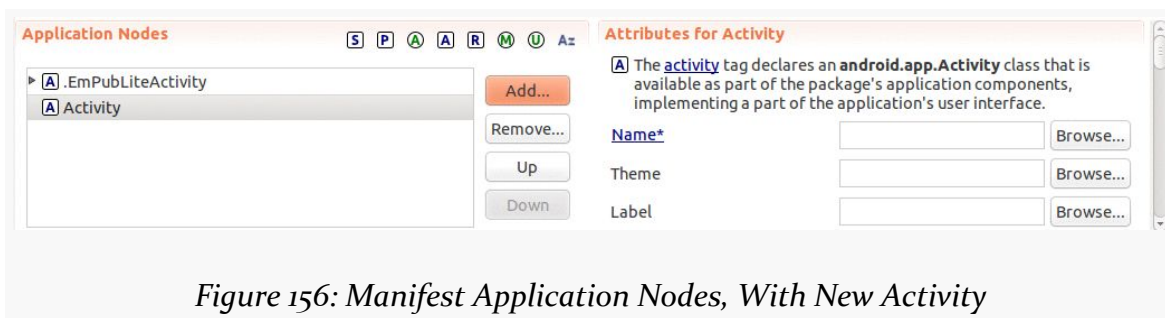 Application Nodes
S P A A R M U Az
.EmPubLiteActivity
A Activity
Add...
Remove...
Up
Down
Attributes for Activity
A The activity tag declares an android.app.Activity class that is
available as part of the package's application components,
implementing a part of the application's user interface.
Name* Browse...
Theme Browse...
Label Browse...
Figure 156: Manifest Application Nodes, With New Activity